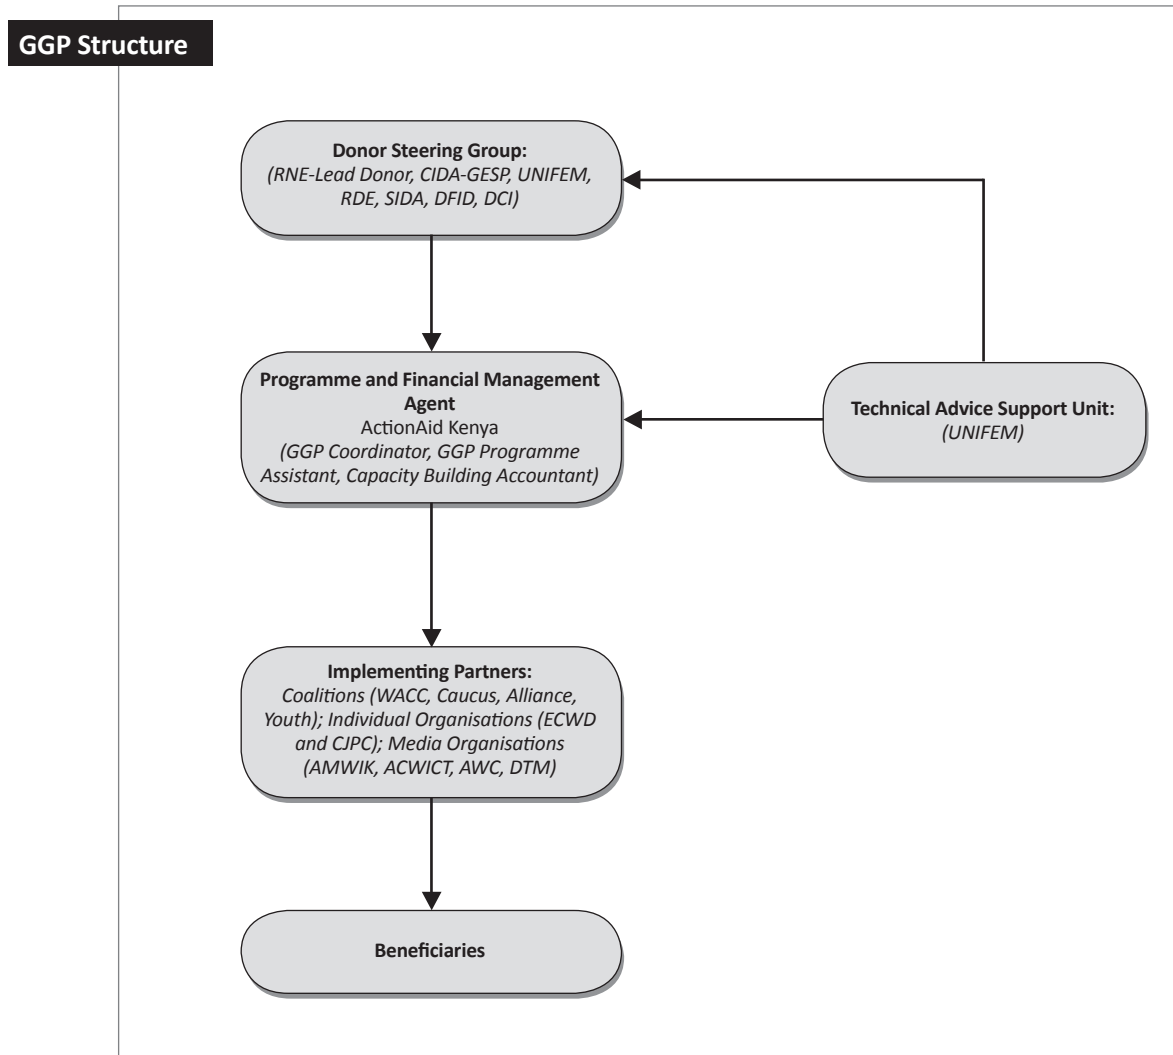 GGP Structure
Donor Steering Group:
(RNE-Lead Donor, CIDA-GESP, UNIFEM,
RDE, SIDA, DFID, DCI)
Programme and Financial Management
Agent
ActionAid Kenya
(GGP Coordinator, GGP Programme
Assistant, Capacity Building Accountant)
Technical Advice Support Unit:
(UNIFEM)
Implementing Partners:
Coalitions (WACC, Caucus, Alliance,
Youth); Individual Organisations (ECWD
and CJPC); Media Organisations
(AMWIK, ACWICT, AWC, DTM)
Beneficiaries